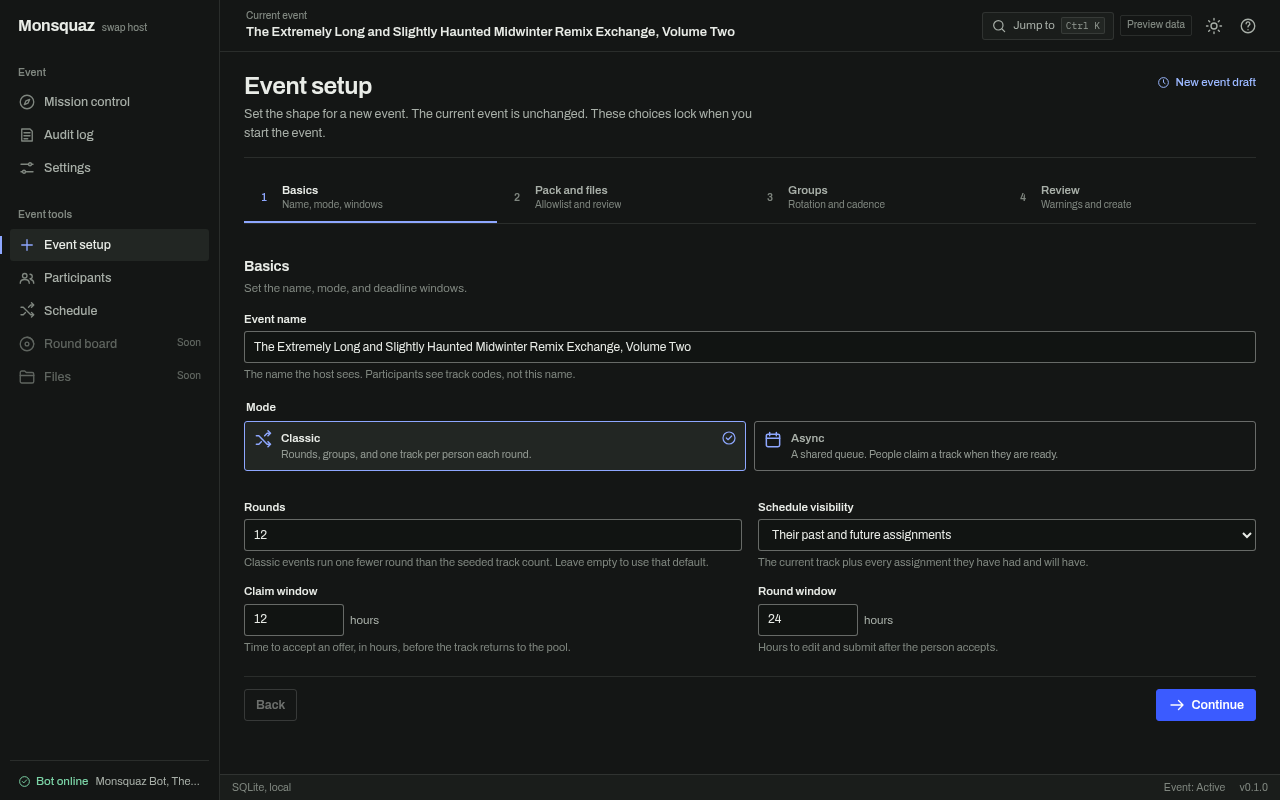 Monsquaz swap host
Event
Mission control
Audit log
Settings
Event tools
Event setup
Participants
Schedule
Round board Soon
Files Soon
Bot online Monsquaz Bot, The...
Current event
The Extremely Long and Slightly Haunted Midwinter Remix Exchange, Volume Two
Jump to Ctrl K
Preview data
Event setup
New event draft
Set the shape for a new event. The current event is unchanged. These choices lock when you
start the event.
1 Basics
Name, mode, windows
2 Pack and files
Allowlist and review
3 Groups
Rotation and cadence
4 Review
Warnings and create
Basics
Set the name, mode, and deadline windows.
Event name
The Extremely Long and Slightly Haunted Midwinter Remix Exchange, Volume Two
The name the host sees. Participants see track codes, not this name.
Mode
Classic
Rounds, groups, and one track per person each round.
Async
A shared queue. People claim a track when they are ready.
Rounds
12
Classic events run one fewer round than the seeded track count. Leave empty to use that default.
Schedule visibility
Their past and future assignments
The current track plus every assignment they have had and will have.
Claim window
12 hours
Time to accept an offer, in hours, before the track returns to the pool.
Round window
24 hours
Hours to edit and submit after the person accepts.
Back
Continue
SQLite, local
Event: Active v0.1.0